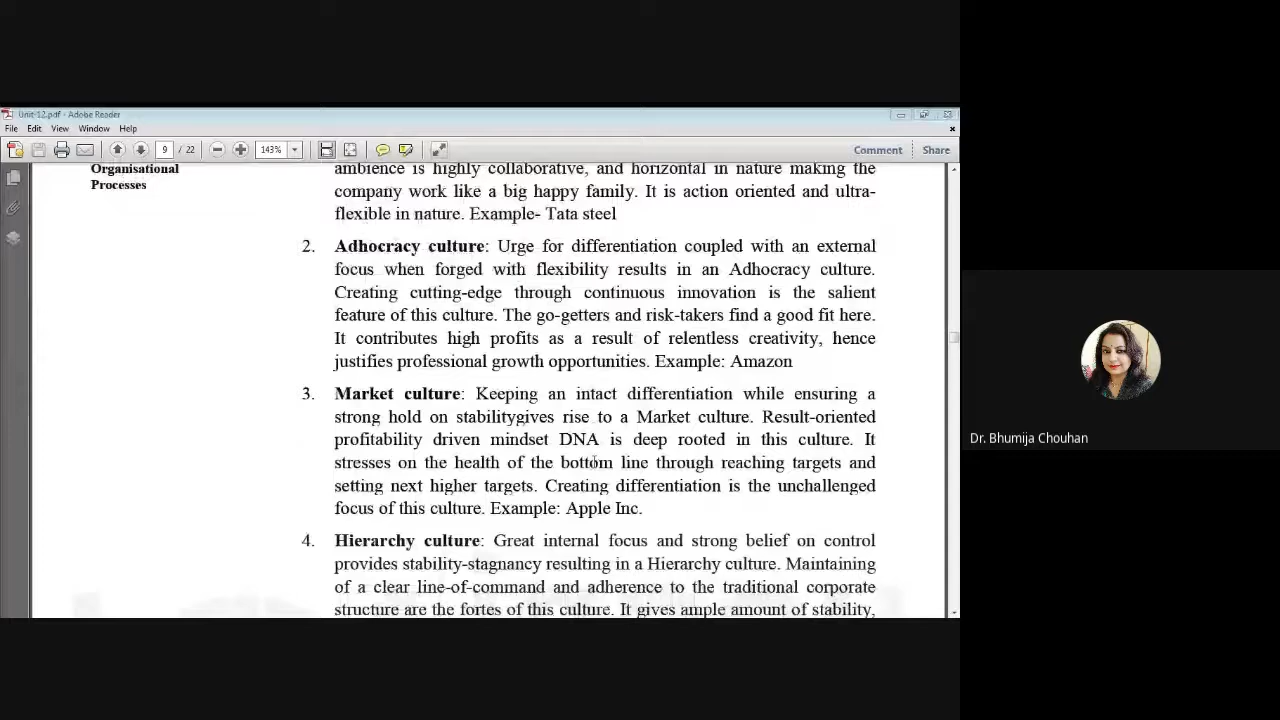 Unit-12.pdf - Adobe Reader
File Edit View Window Help
9 / 22 143% Comment Share
Organisational
Processes
ambience is highly collaborative, and horizontal in nature making the
company work like a big happy family. It is action oriented and ultra-
flexible in nature. Example- Tata steel
2. Adhocracy culture: Urge for differentiation coupled with an external
focus when forged with flexibility results in an Adhocracy culture.
Creating cutting-edge through continuous innovation is the salient
feature of this culture. The go-getters and risk-takers find a good fit here.
It contributes high profits as a result of relentless creativity, hence
justifies professional growth opportunities. Example: Amazon
3. Market culture: Keeping an intact differentiation while ensuring a
strong hold on stabilitygives rise to a Market culture. Result-oriented
profitability driven mindset DNA is deep rooted in this culture. It
stresses on the health of the bottom line through reaching targets and
setting next higher targets. Creating differentiation is the unchallenged
focus of this culture. Example: Apple Inc.
4. Hierarchy culture: Great internal focus and strong belief on control
provides stability-stagnancy resulting in a Hierarchy culture. Maintaining
of a clear line-of-command and adherence to the traditional corporate
structure are the fortes of this culture. It gives ample amount of stability,
Dr. Bhumija Chouhan